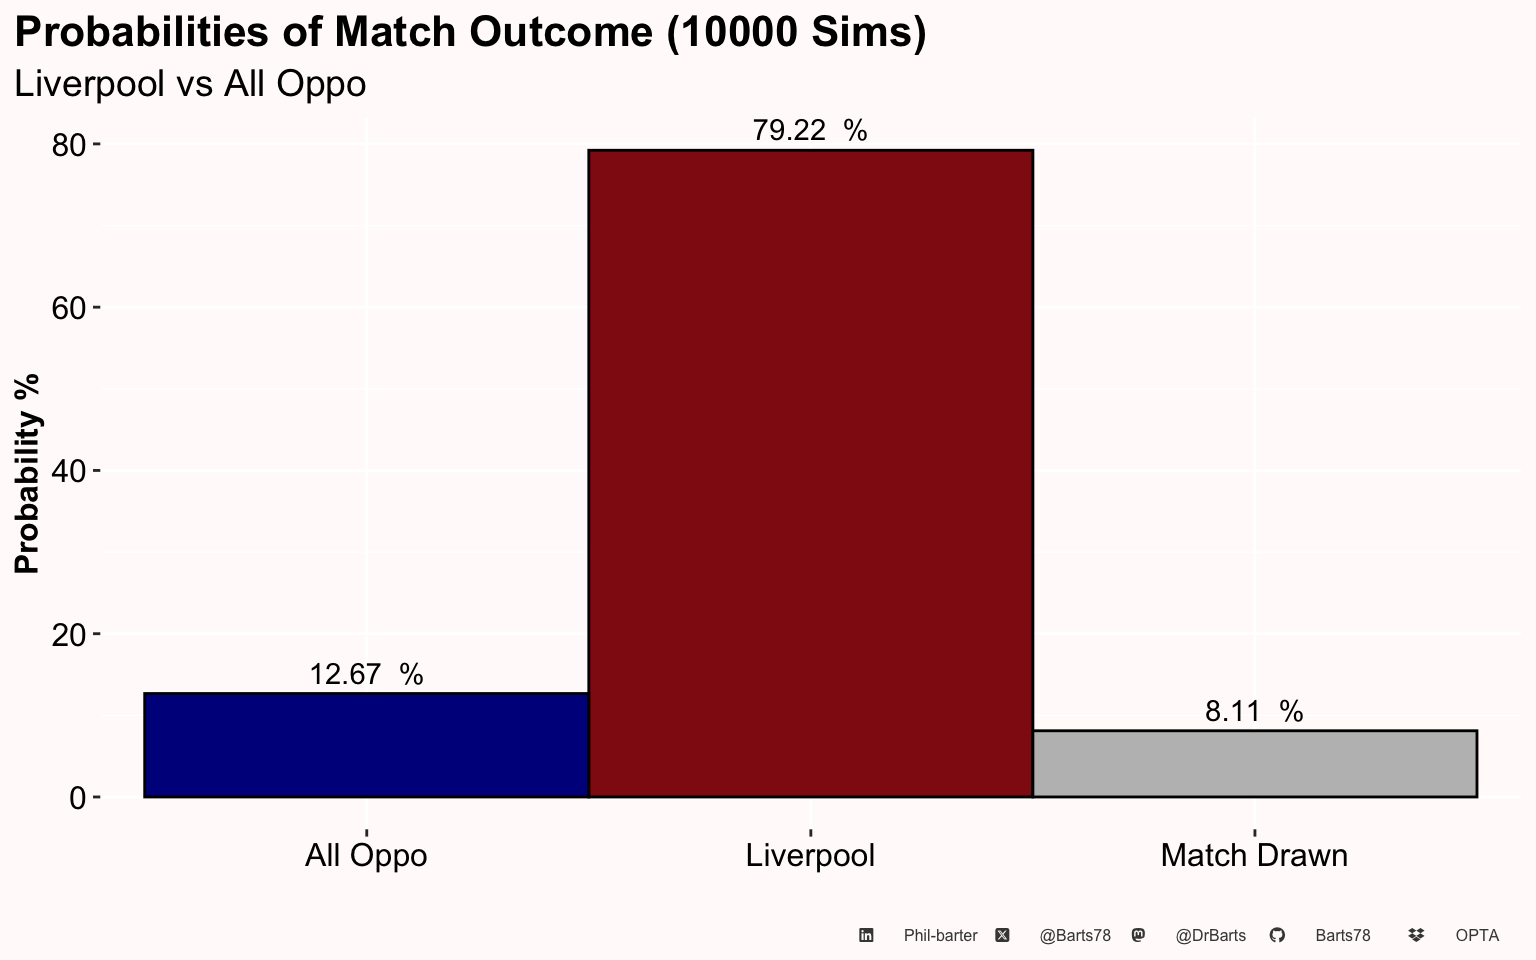 Probabilities of Match Outcome (10000 Sims)
Liverpool vs All Oppo
79.22 %
80
60
Probability %
40
20
12.67 %
8.11 %
0
All Oppo
Liverpool
Match Drawn
Phil-barter @Barts78 @DrBarts Barts78 OPTA